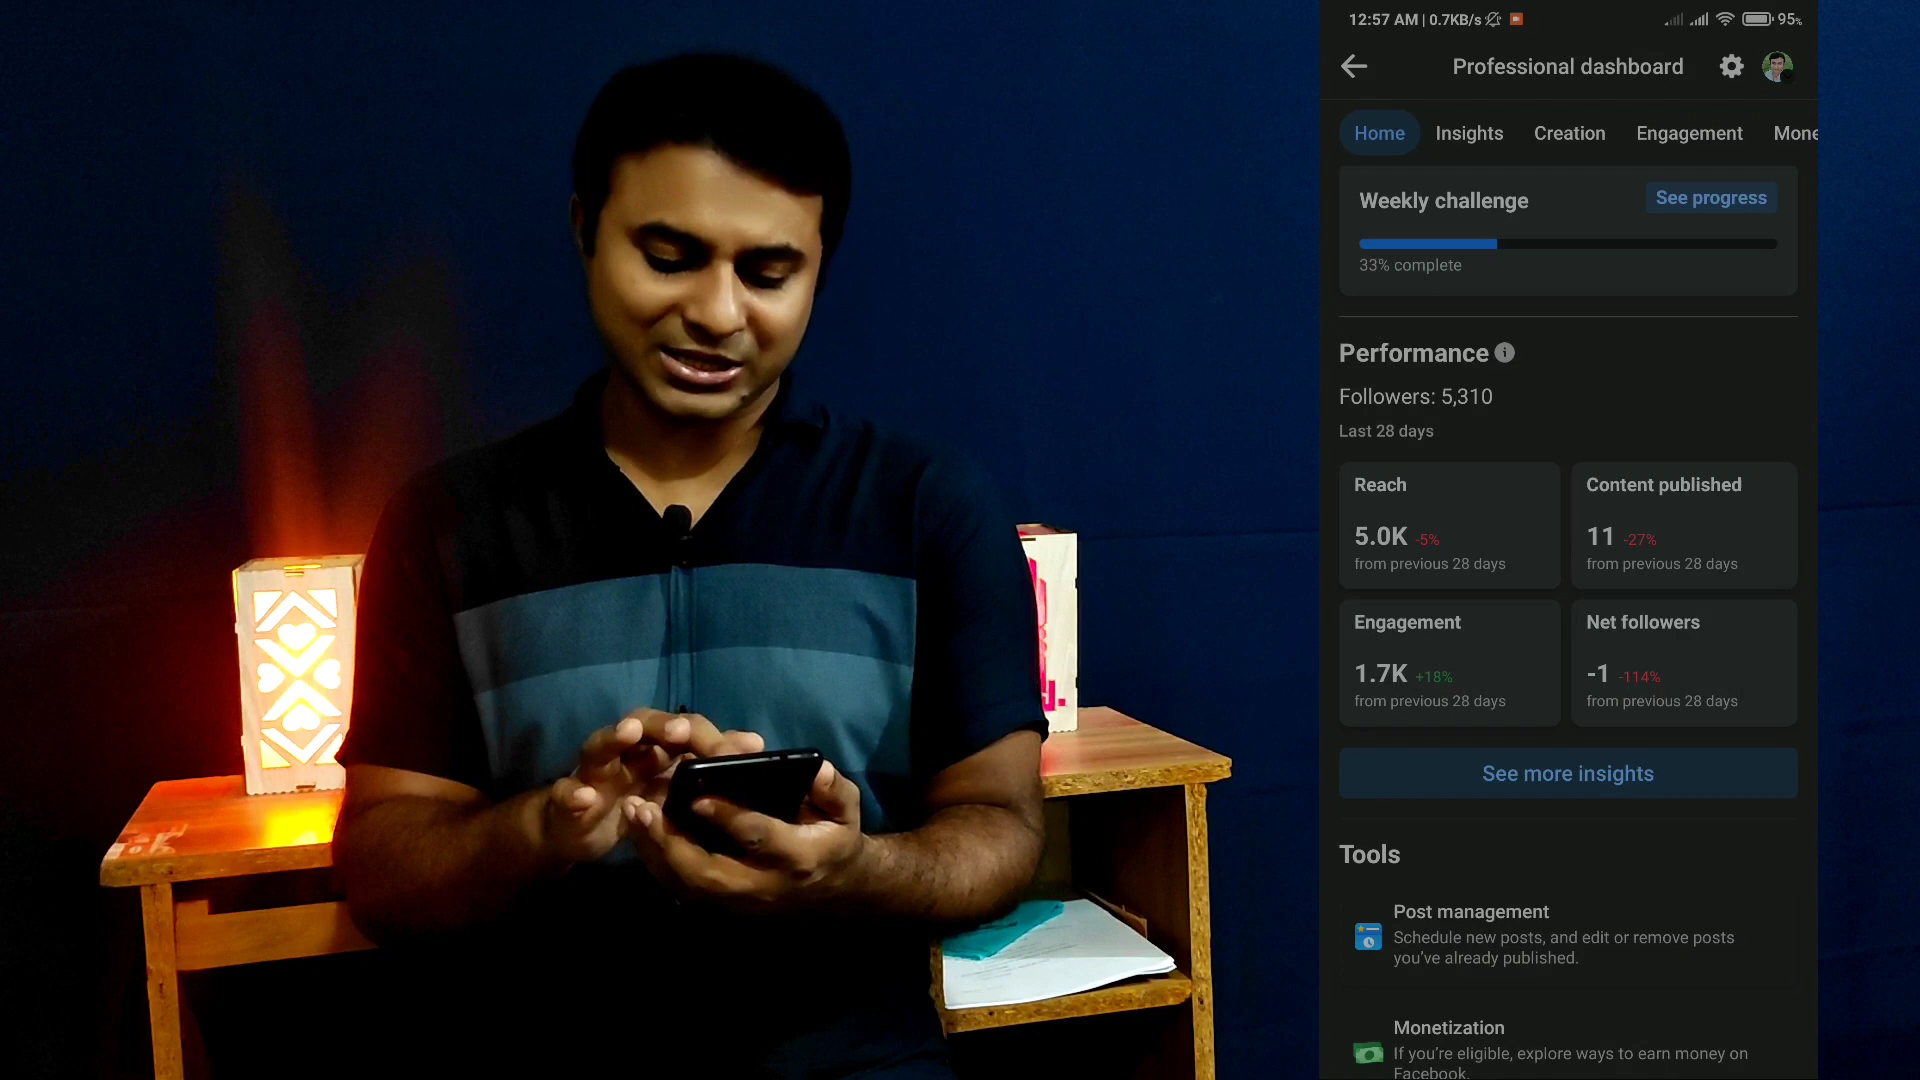 12:57 AM | 0.7KB/s
95%
Professional dashboard
Home Insights Creation Engagement Mone
Weekly challenge
See progress
33% complete
Performance
Followers: 5,310
Last 28 days
Reach
5.0K -5%
from previous 28 days
Content published
11 -27%
from previous 28 days
Engagement
1.7K +18%
from previous 28 days
Net followers
-1 -114%
from previous 28 days
See more insights
Tools
Post management
Schedule new posts, and edit or remove posts
you've already published.
Monetization
If you're eligible, explore ways to earn money on
Facebook.